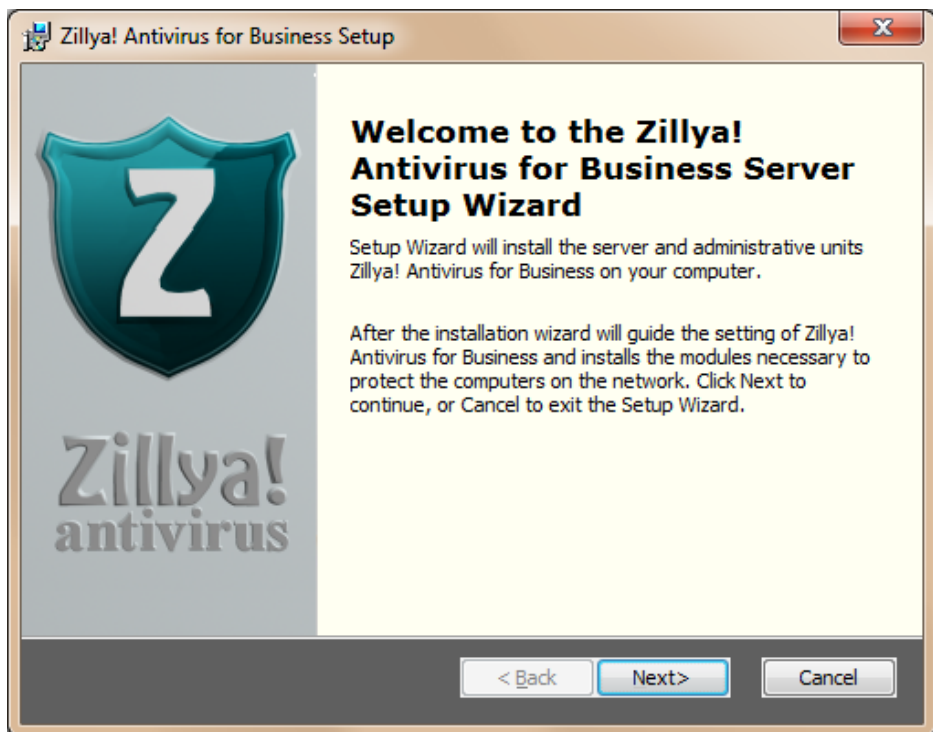 Zillya! Antivirus for Business Setup
Z
Zillya!
antivirus
Welcome to the Zillya!
Antivirus for Business Server
Setup Wizard
Setup Wizard will install the server and administrative units
Zillya! Antivirus for Business on your computer.
After the installation wizard will guide the setting of Zillya!
Antivirus for Business and installs the modules necessary to
protect the computers on the network. Click Next to
continue, or Cancel to exit the Setup Wizard.
< Back
Next>
Cancel